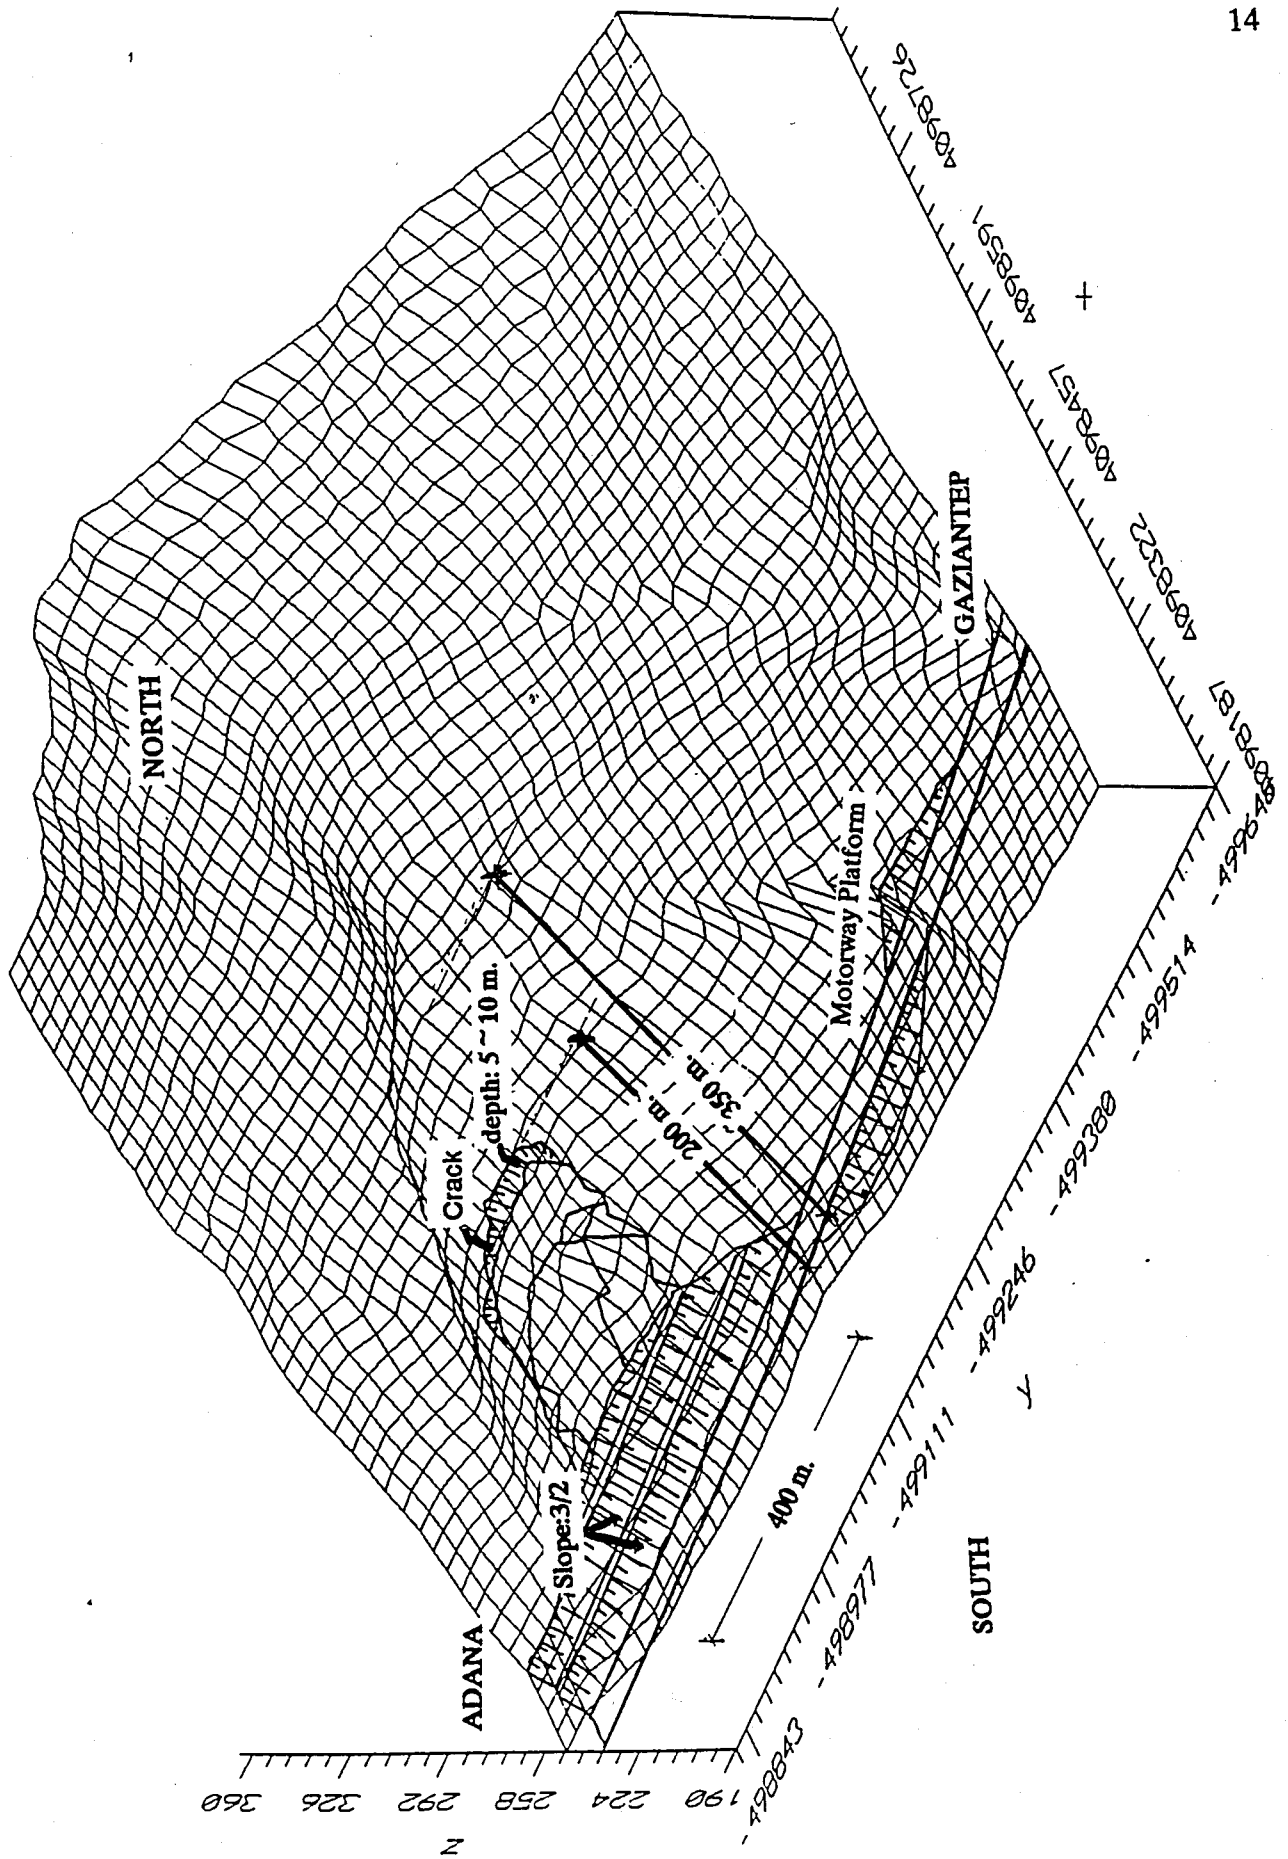 14
NORTH
ADANA
Crack
depth: 5 ~ 10 m.
Slope:3/2
200 m.
~350 m.
Motorway Platform
GAZIANTEP
400 m.
SOUTH
z
360
326
292
258
224
190
y
-498843
-498977
-499111
-499246
-499380
-499514
-499648
4098187
4098322
4098457
4098591
4098726